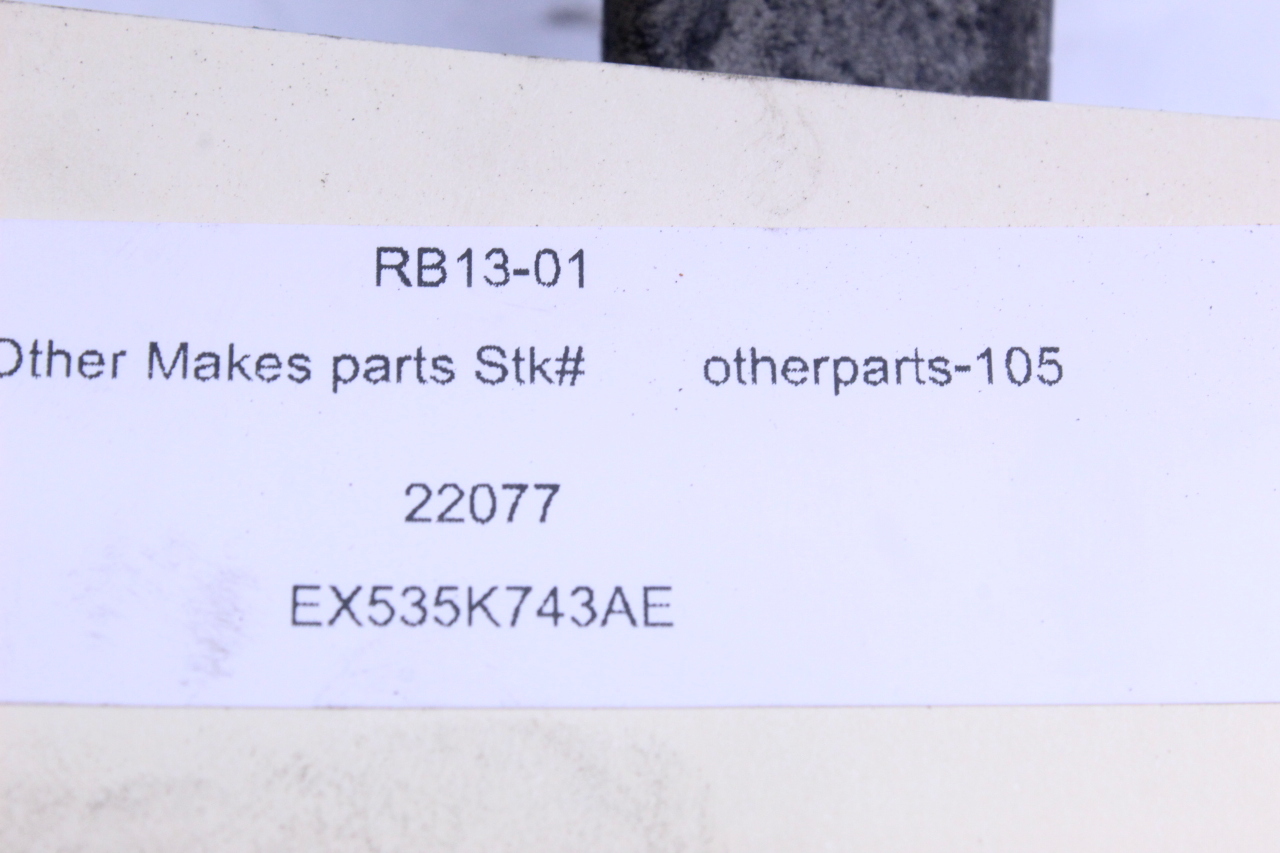 RB13-01
Other Makes parts Stk# otherparts-105
22077
EX535K743AE